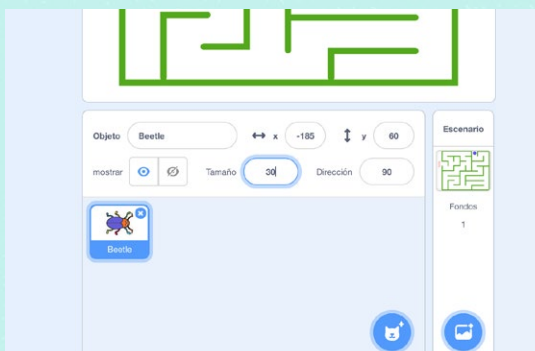 Objeto Beetle x -185 y 60
Escenario
mostrar Tamaño 30 Dirección 90
Fondos
1
Beetle